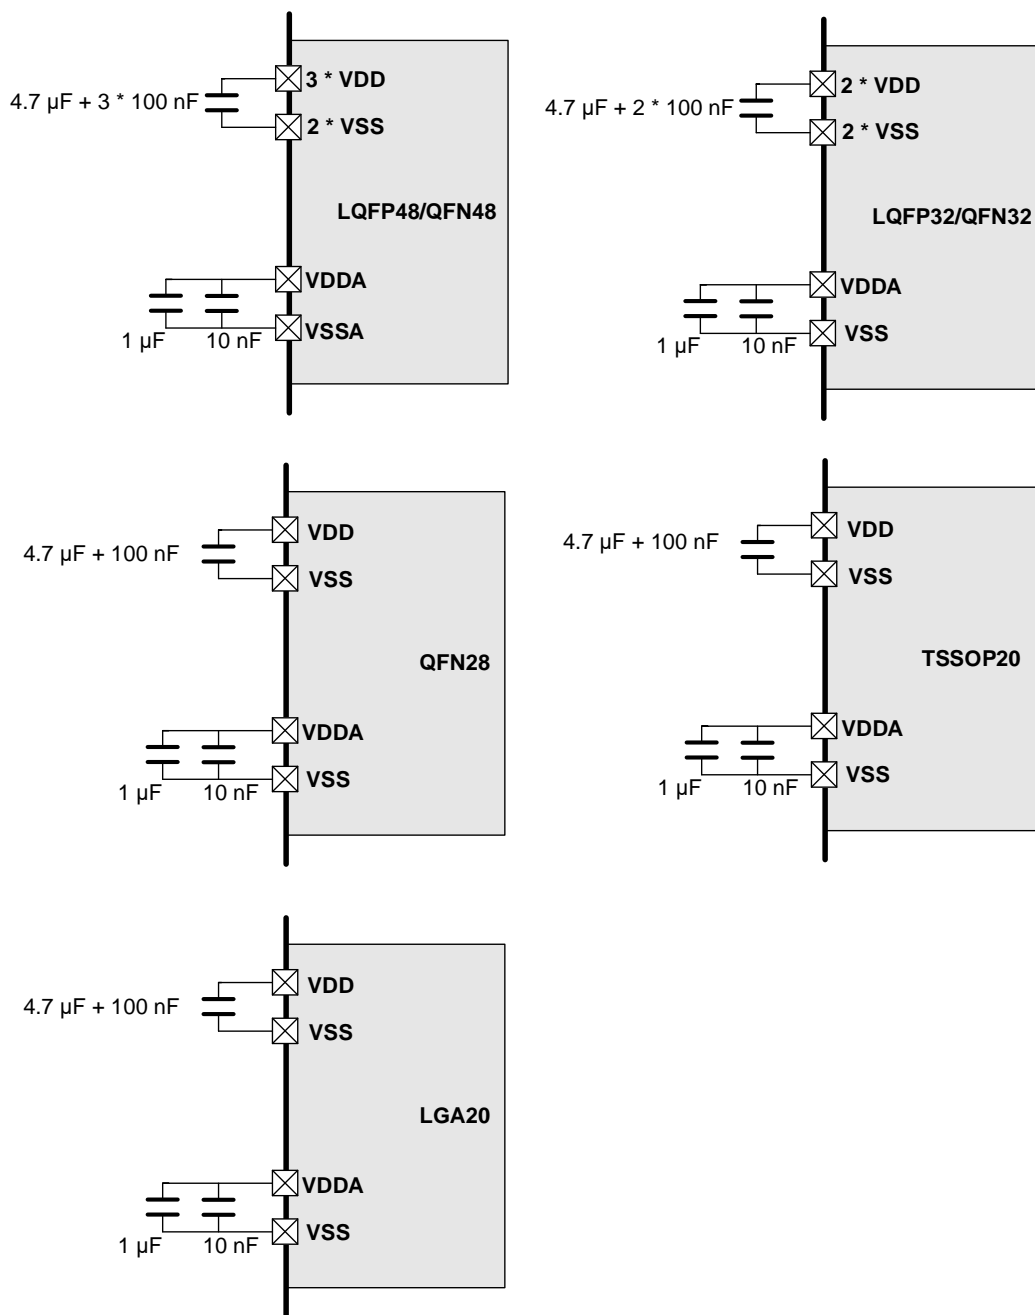 3 * VDD
4.7 µF + 3 * 100 nF
2 * VSS
LQFP48/QFN48
VDDA
1 µF
10 nF
VSSA
2 * VDD
4.7 µF + 2 * 100 nF
2 * VSS
LQFP32/QFN32
VDDA
1 µF
10 nF
VSS
VDD
4.7 µF + 100 nF
VSS
QFN28
VDDA
1 µF
10 nF
VSS
VDD
4.7 µF + 100 nF
VSS
TSSOP20
VDDA
1 µF
10 nF
VSS
VDD
4.7 µF + 100 nF
VSS
LGA20
VDDA
1 µF
10 nF
VSS